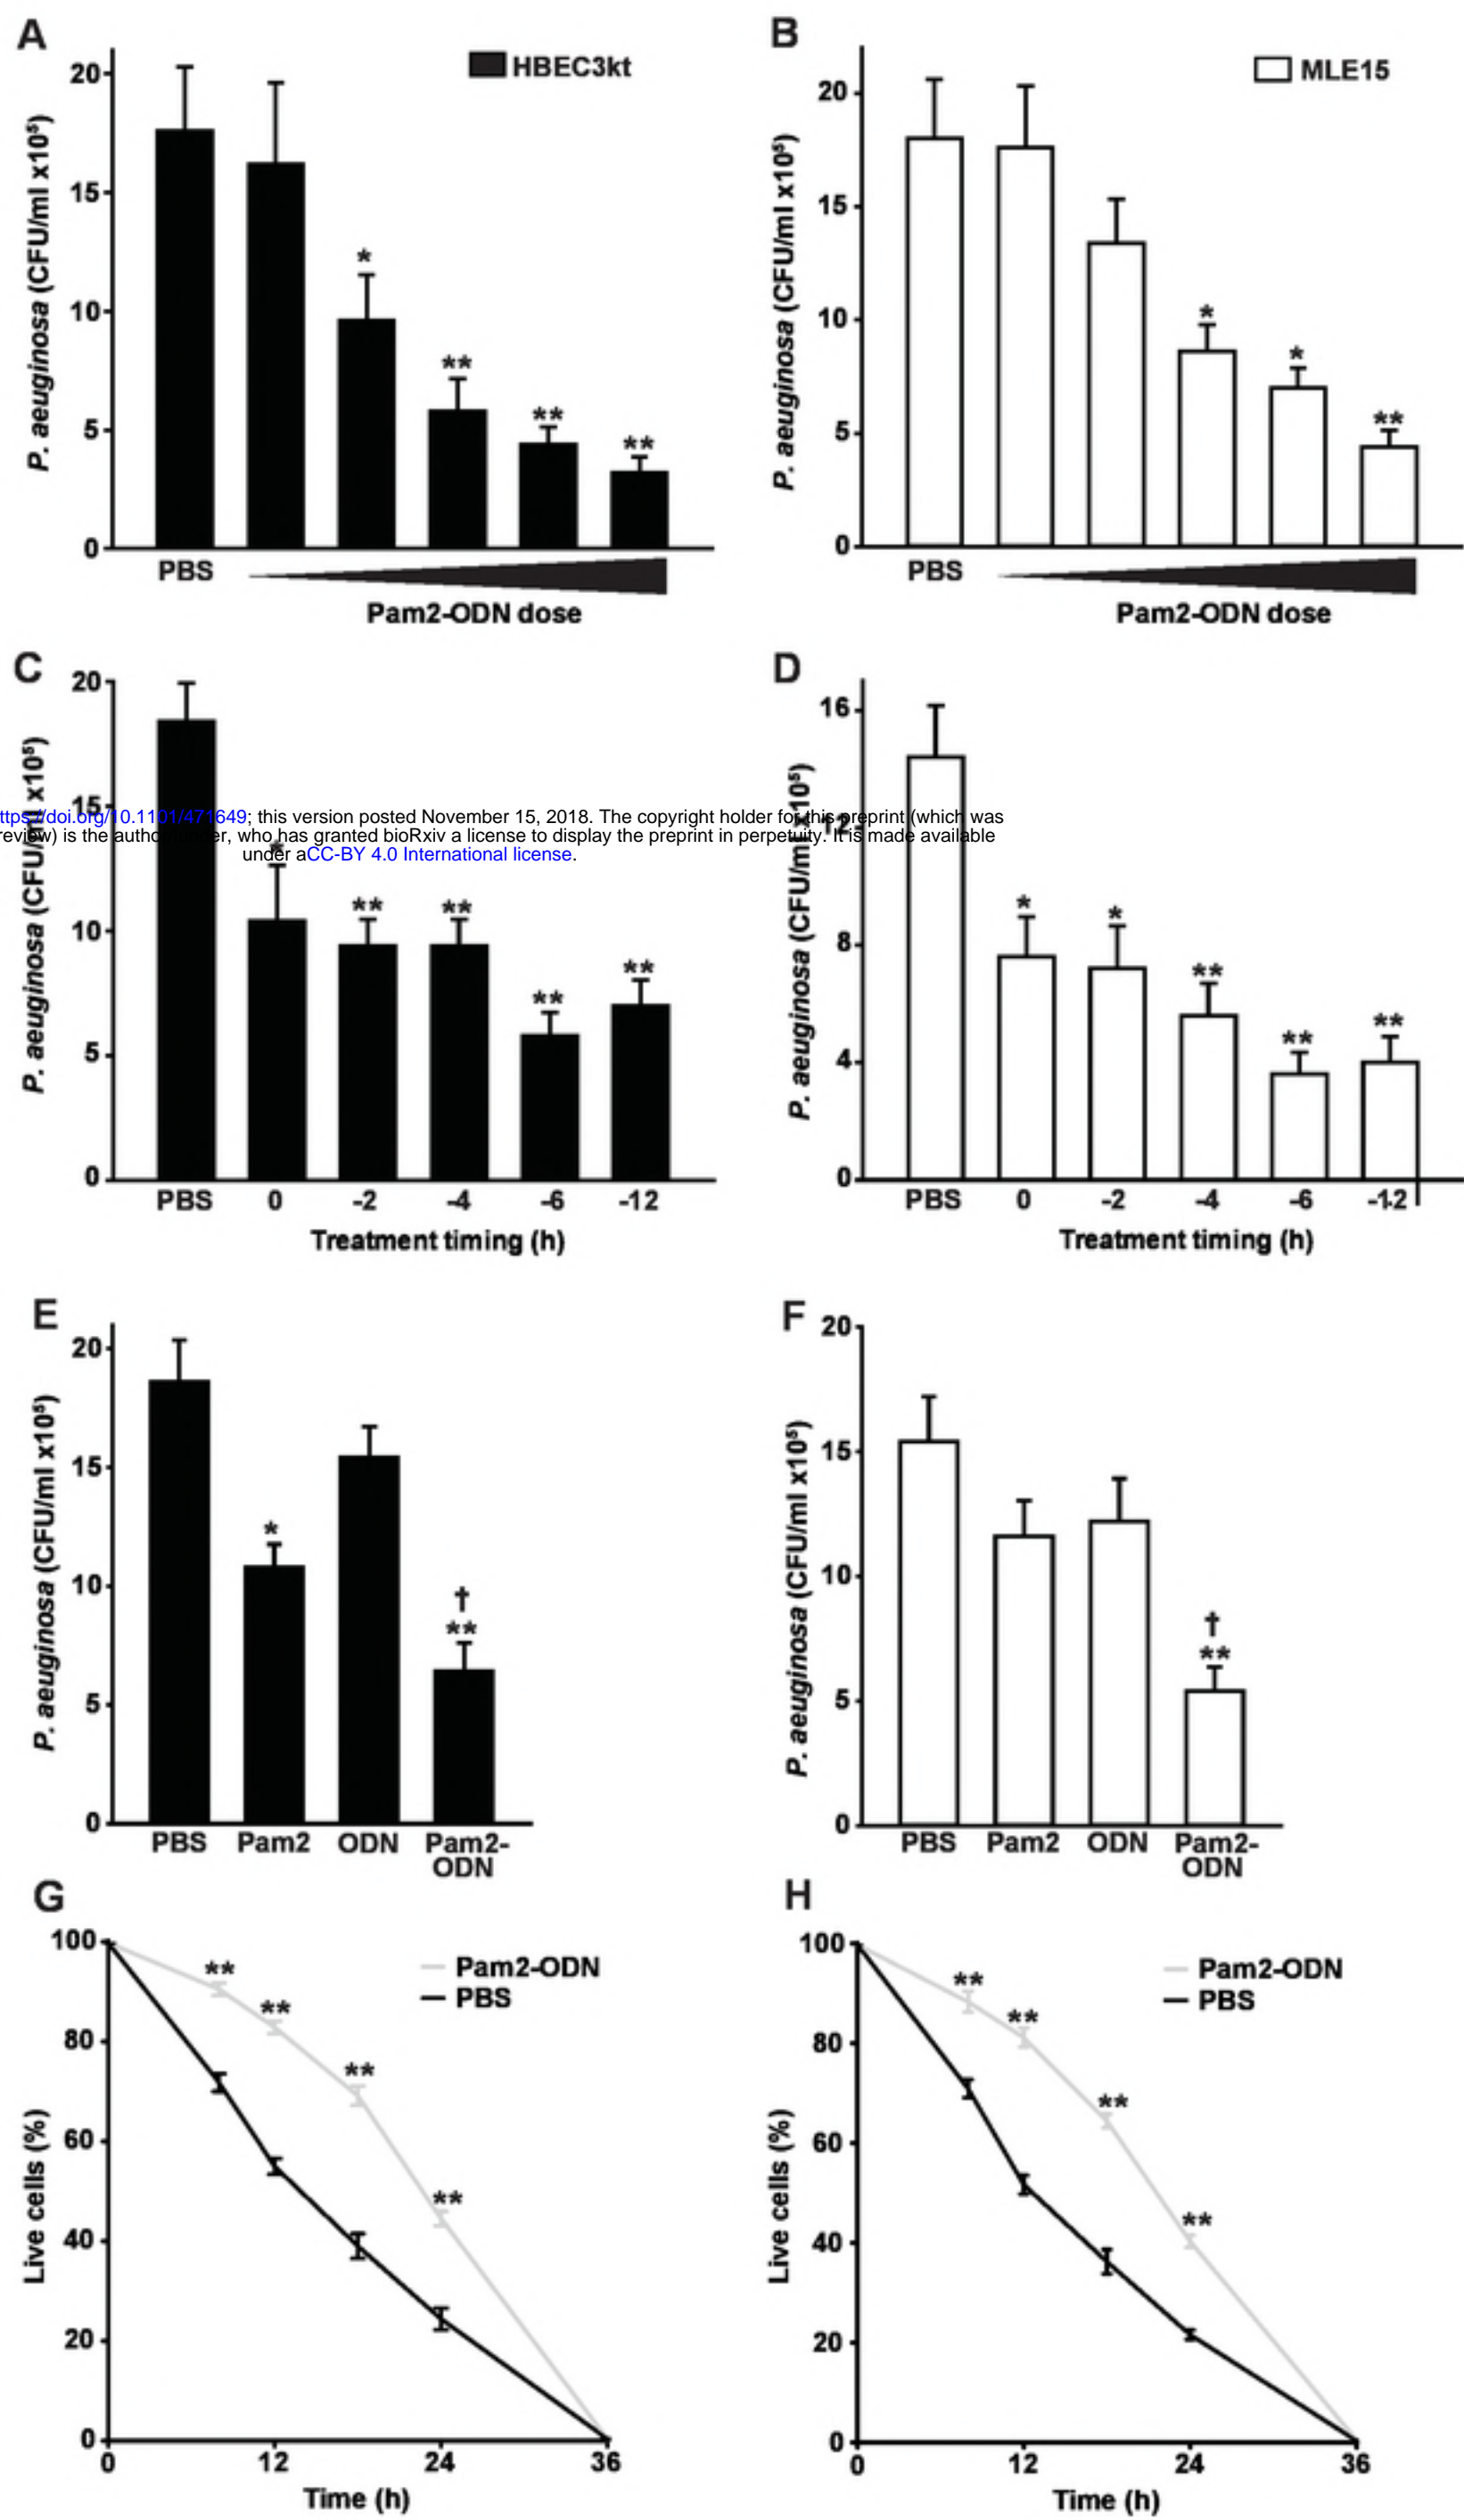 A
HBEC3kt
P. aeuginosa (CFU/ml x10⁵)
20
15
10
5
0
* ** ** **
PBS
Pam2-ODN dose
B
MLE15
P. aeuginosa (CFU/ml x10⁵)
20
15
10
5
0
* * **
PBS
Pam2-ODN dose
C
P. aeuginosa (CFU/ml x10⁵)
20
15
10
5
0
* ** ** ** **
PBS 0 -2 -4 -6 -12
Treatment timing (h)
D
P. aeuginosa (CFU/ml x10⁵)
16
12
8
4
0
* * ** ** **
PBS 0 -2 -4 -6 -12
Treatment timing (h)
ttps://doi.org/10.1101/471649; this version posted November 15, 2018. The copyright holder for this preprint (which was
review) is the author/funder, who has granted bioRxiv a license to display the preprint in perpetuity. It is made available
under aCC-BY 4.0 International license.
E
P. aeuginosa (CFU/ml x10⁵)
20
15
10
5
0
* † **
PBS Pam2 ODN Pam2-
ODN
F
P. aeuginosa (CFU/ml x10⁵)
20
15
10
5
0
† **
PBS Pam2 ODN Pam2-
ODN
G
Live cells (%)
100
80
60
40
20
0
Pam2-ODN
PBS
** ** ** **
0 12 24 36
Time (h)
H
Live cells (%)
100
80
60
40
20
0
Pam2-ODN
PBS
** ** ** **
0 12 24 36
Time (h)